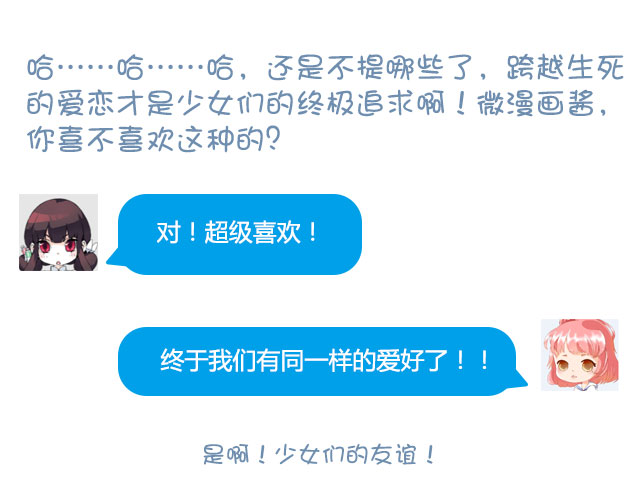 哈……哈……哈，还是不提哪些了，跨越生死
的爱恋才是少女们的终极追求啊！微漫画酱，
你喜不喜欢这种的？
对！超级喜欢！
终于我们有同一样的爱好了！！
是啊！少女们的友谊！